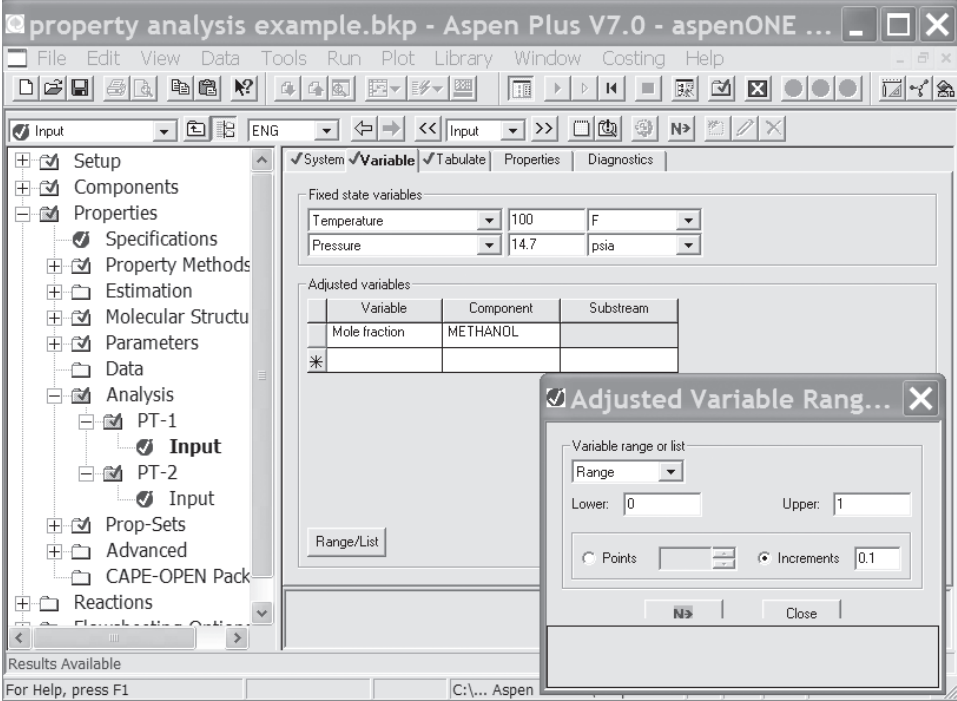 property analysis example.bkp - Aspen Plus V7.0 - aspenONE ...
File Edit View Data Tools Run Plot Library Window Costing Help
Input ENG << Input >> N
System Variable Tabulate Properties Diagnostics
Setup
Components
Properties
Specifications
Property Methods
Estimation
Molecular Structu
Parameters
Data
Analysis
PT-1
Input
PT-2
Input
Prop-Sets
Advanced
CAPE-OPEN Pack
Reactions
Fixed state variables
Temperature 100 F
Pressure 14.7 psia
Adjusted variables
Variable Component Substream
Mole fraction METHANOL
Range/List
Adjusted Variable Rang...
Variable range or list
Range
Lower: 0 Upper: 1
Points Increments 0.1
N Close
Results Available
For Help, press F1 C:\... Aspen